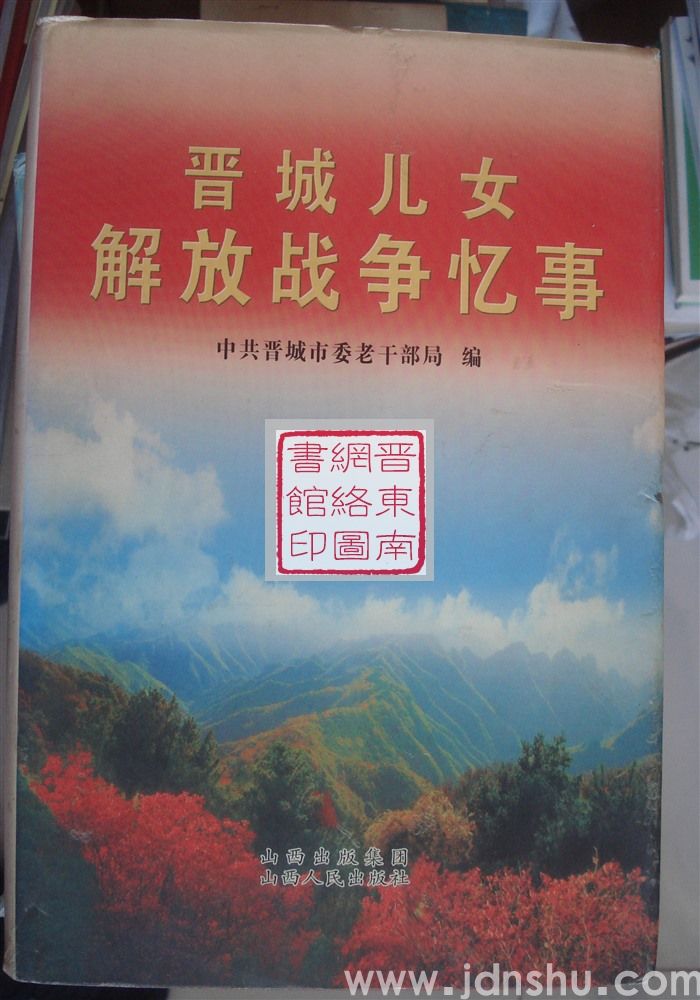 晋城儿女
解放战争忆事
中共晋城市委老干部局 编
晋東南
網絡圖
書館印
山西出版集团
山西人民出版社
www.jdnshu.com